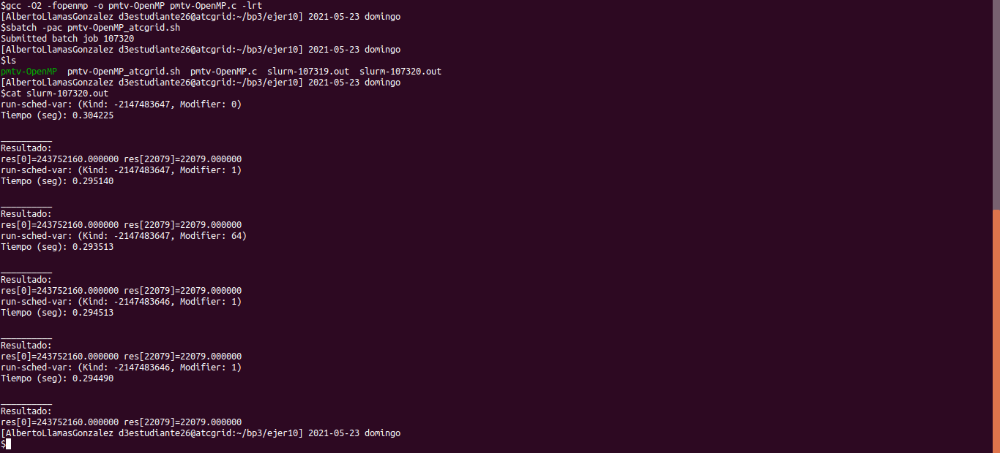 $gcc -O2 -fopenmp -o pmtv-OpenMP pmtv-OpenMP.c -lrt
[AlbertoLlamasGonzalez d3estudiante26@atcgrid:~/bp3/ejer10] 2021-05-23 domingo
$sbatch -pac pmtv-OpenMP_atcgrid.sh
Submitted batch job 107320
[AlbertoLlamasGonzalez d3estudiante26@atcgrid:~/bp3/ejer10] 2021-05-23 domingo
$ls
pmtv-OpenMP  pmtv-OpenMP_atcgrid.sh  pmtv-OpenMP.c  slurm-107319.out  slurm-107320.out
[AlbertoLlamasGonzalez d3estudiante26@atcgrid:~/bp3/ejer10] 2021-05-23 domingo
$cat slurm-107320.out
run-sched-var: (Kind: -2147483647, Modifier: 0)
Tiempo (seg): 0.304225
__________
Resultado:
res[0]=243752160.000000 res[22079]=22079.000000
run-sched-var: (Kind: -2147483647, Modifier: 1)
Tiempo (seg): 0.295140
__________
Resultado:
res[0]=243752160.000000 res[22079]=22079.000000
run-sched-var: (Kind: -2147483647, Modifier: 64)
Tiempo (seg): 0.293513
__________
Resultado:
res[0]=243752160.000000 res[22079]=22079.000000
run-sched-var: (Kind: -2147483646, Modifier: 1)
Tiempo (seg): 0.294513
__________
Resultado:
res[0]=243752160.000000 res[22079]=22079.000000
run-sched-var: (Kind: -2147483646, Modifier: 1)
Tiempo (seg): 0.294490
__________
Resultado:
res[0]=243752160.000000 res[22079]=22079.000000
[AlbertoLlamasGonzalez d3estudiante26@atcgrid:~/bp3/ejer10] 2021-05-23 domingo
$